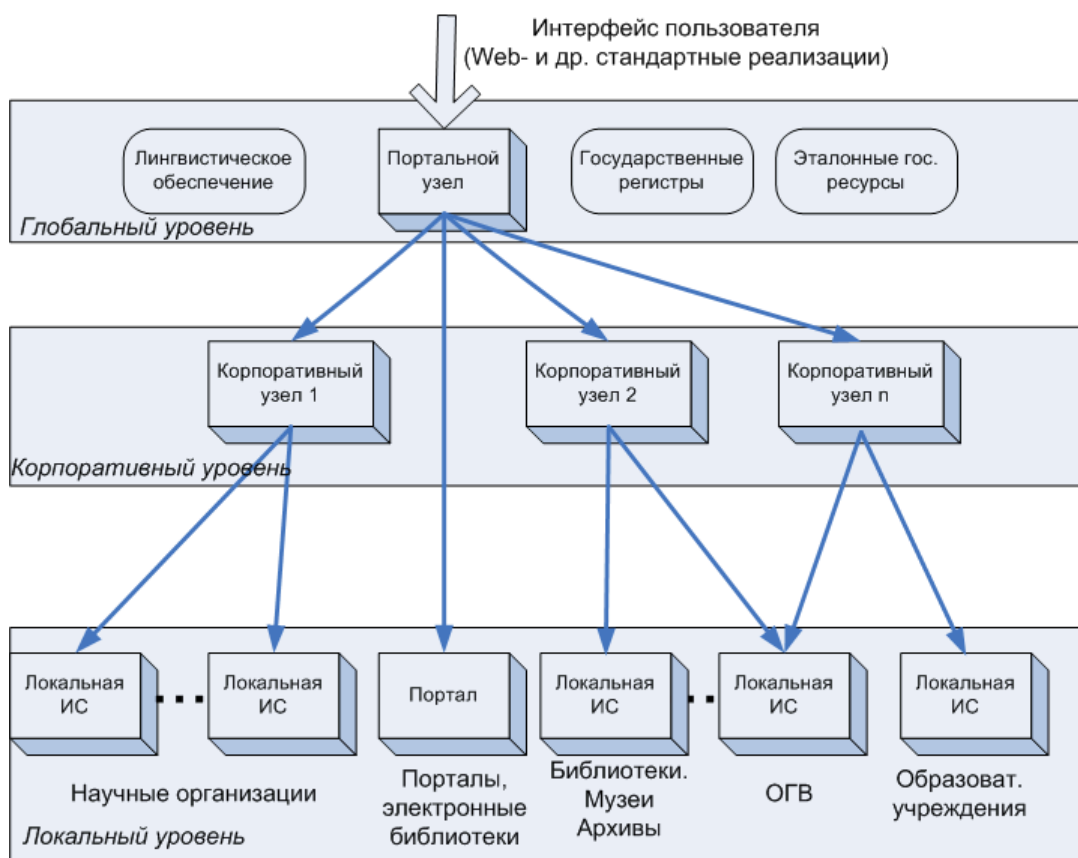 Интерфейс пользователя
(Web- и др. стандартные реализации)
Лингвистическое
обеспечение
Портальной
узел
Государственные
регистры
Эталонные гос.
ресурсы
Глобальный уровень
Корпоративный
узел 1
Корпоративный
узел 2
Корпоративный
узел n
Корпоративный уровень
Локальная
ИС
Локальная
ИС
Портал
Локальная
ИС
Локальная
ИС
Локальная
ИС
Научные организации
Порталы,
электронные
библиотеки
Библиотеки.
Музеи
Архивы
ОГВ
Образоват.
учреждения
Локальный уровень